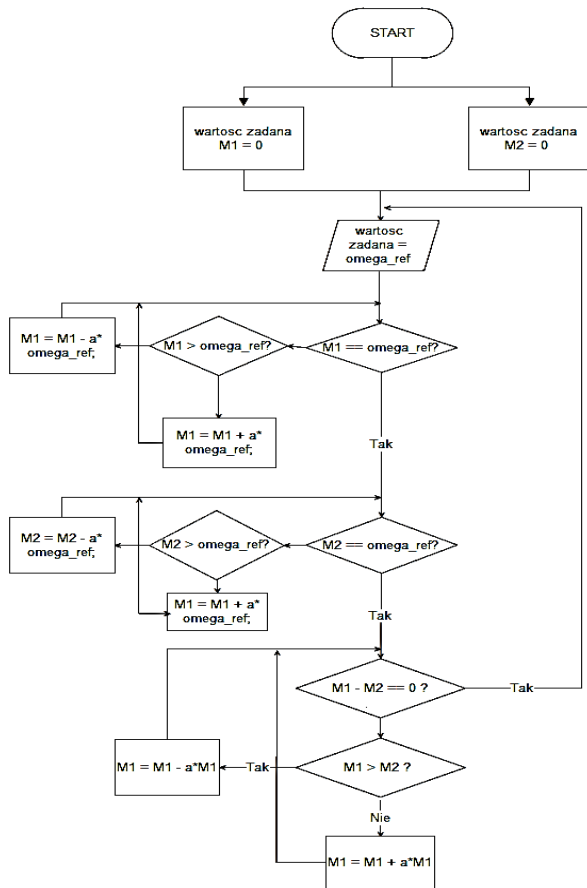 START
wartosc zadana
M1 = 0
wartosc zadana
M2 = 0
wartosc
zadana =
omega_ref
M1 = M1 - a*
omega_ref;
M1 > omega_ref?
M1 == omega_ref?
M1 = M1 + a*
omega_ref;
Tak
M2 = M2 - a*
omega_ref;
M2 > omega_ref?
M2 == omega_ref?
M1 = M1 + a*
omega_ref;
Tak
M1 - M2 == 0 ?
Tak
M1 = M1 - a*M1
Tak
M1 > M2 ?
Nie
M1 = M1 + a*M1